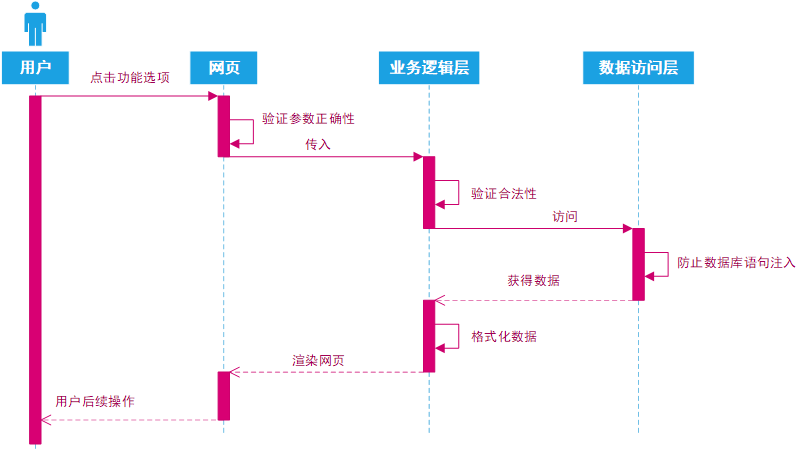 用户
网页
业务逻辑层
数据访问层
点击功能选项
验证参数正确性
传入
验证合法性
访问
防止数据库语句注入
获得数据
格式化数据
渲染网页
用户后续操作